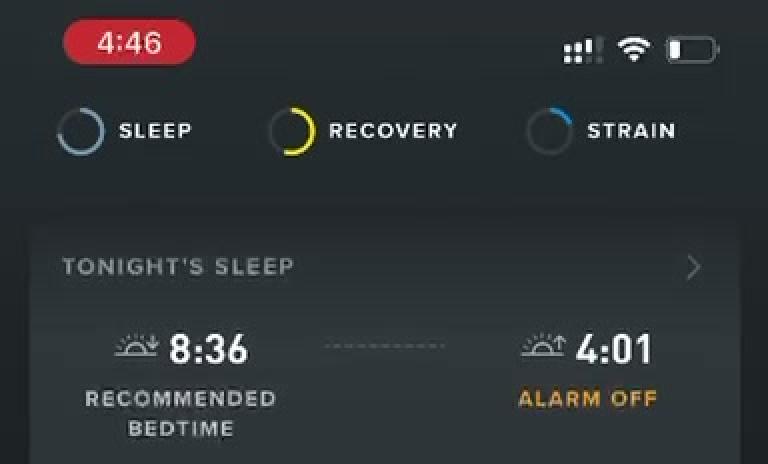 4:46
SLEEP RECOVERY STRAIN
TONIGHT'S SLEEP
8:36 4:01
RECOMMENDED ALARM OFF
BEDTIME